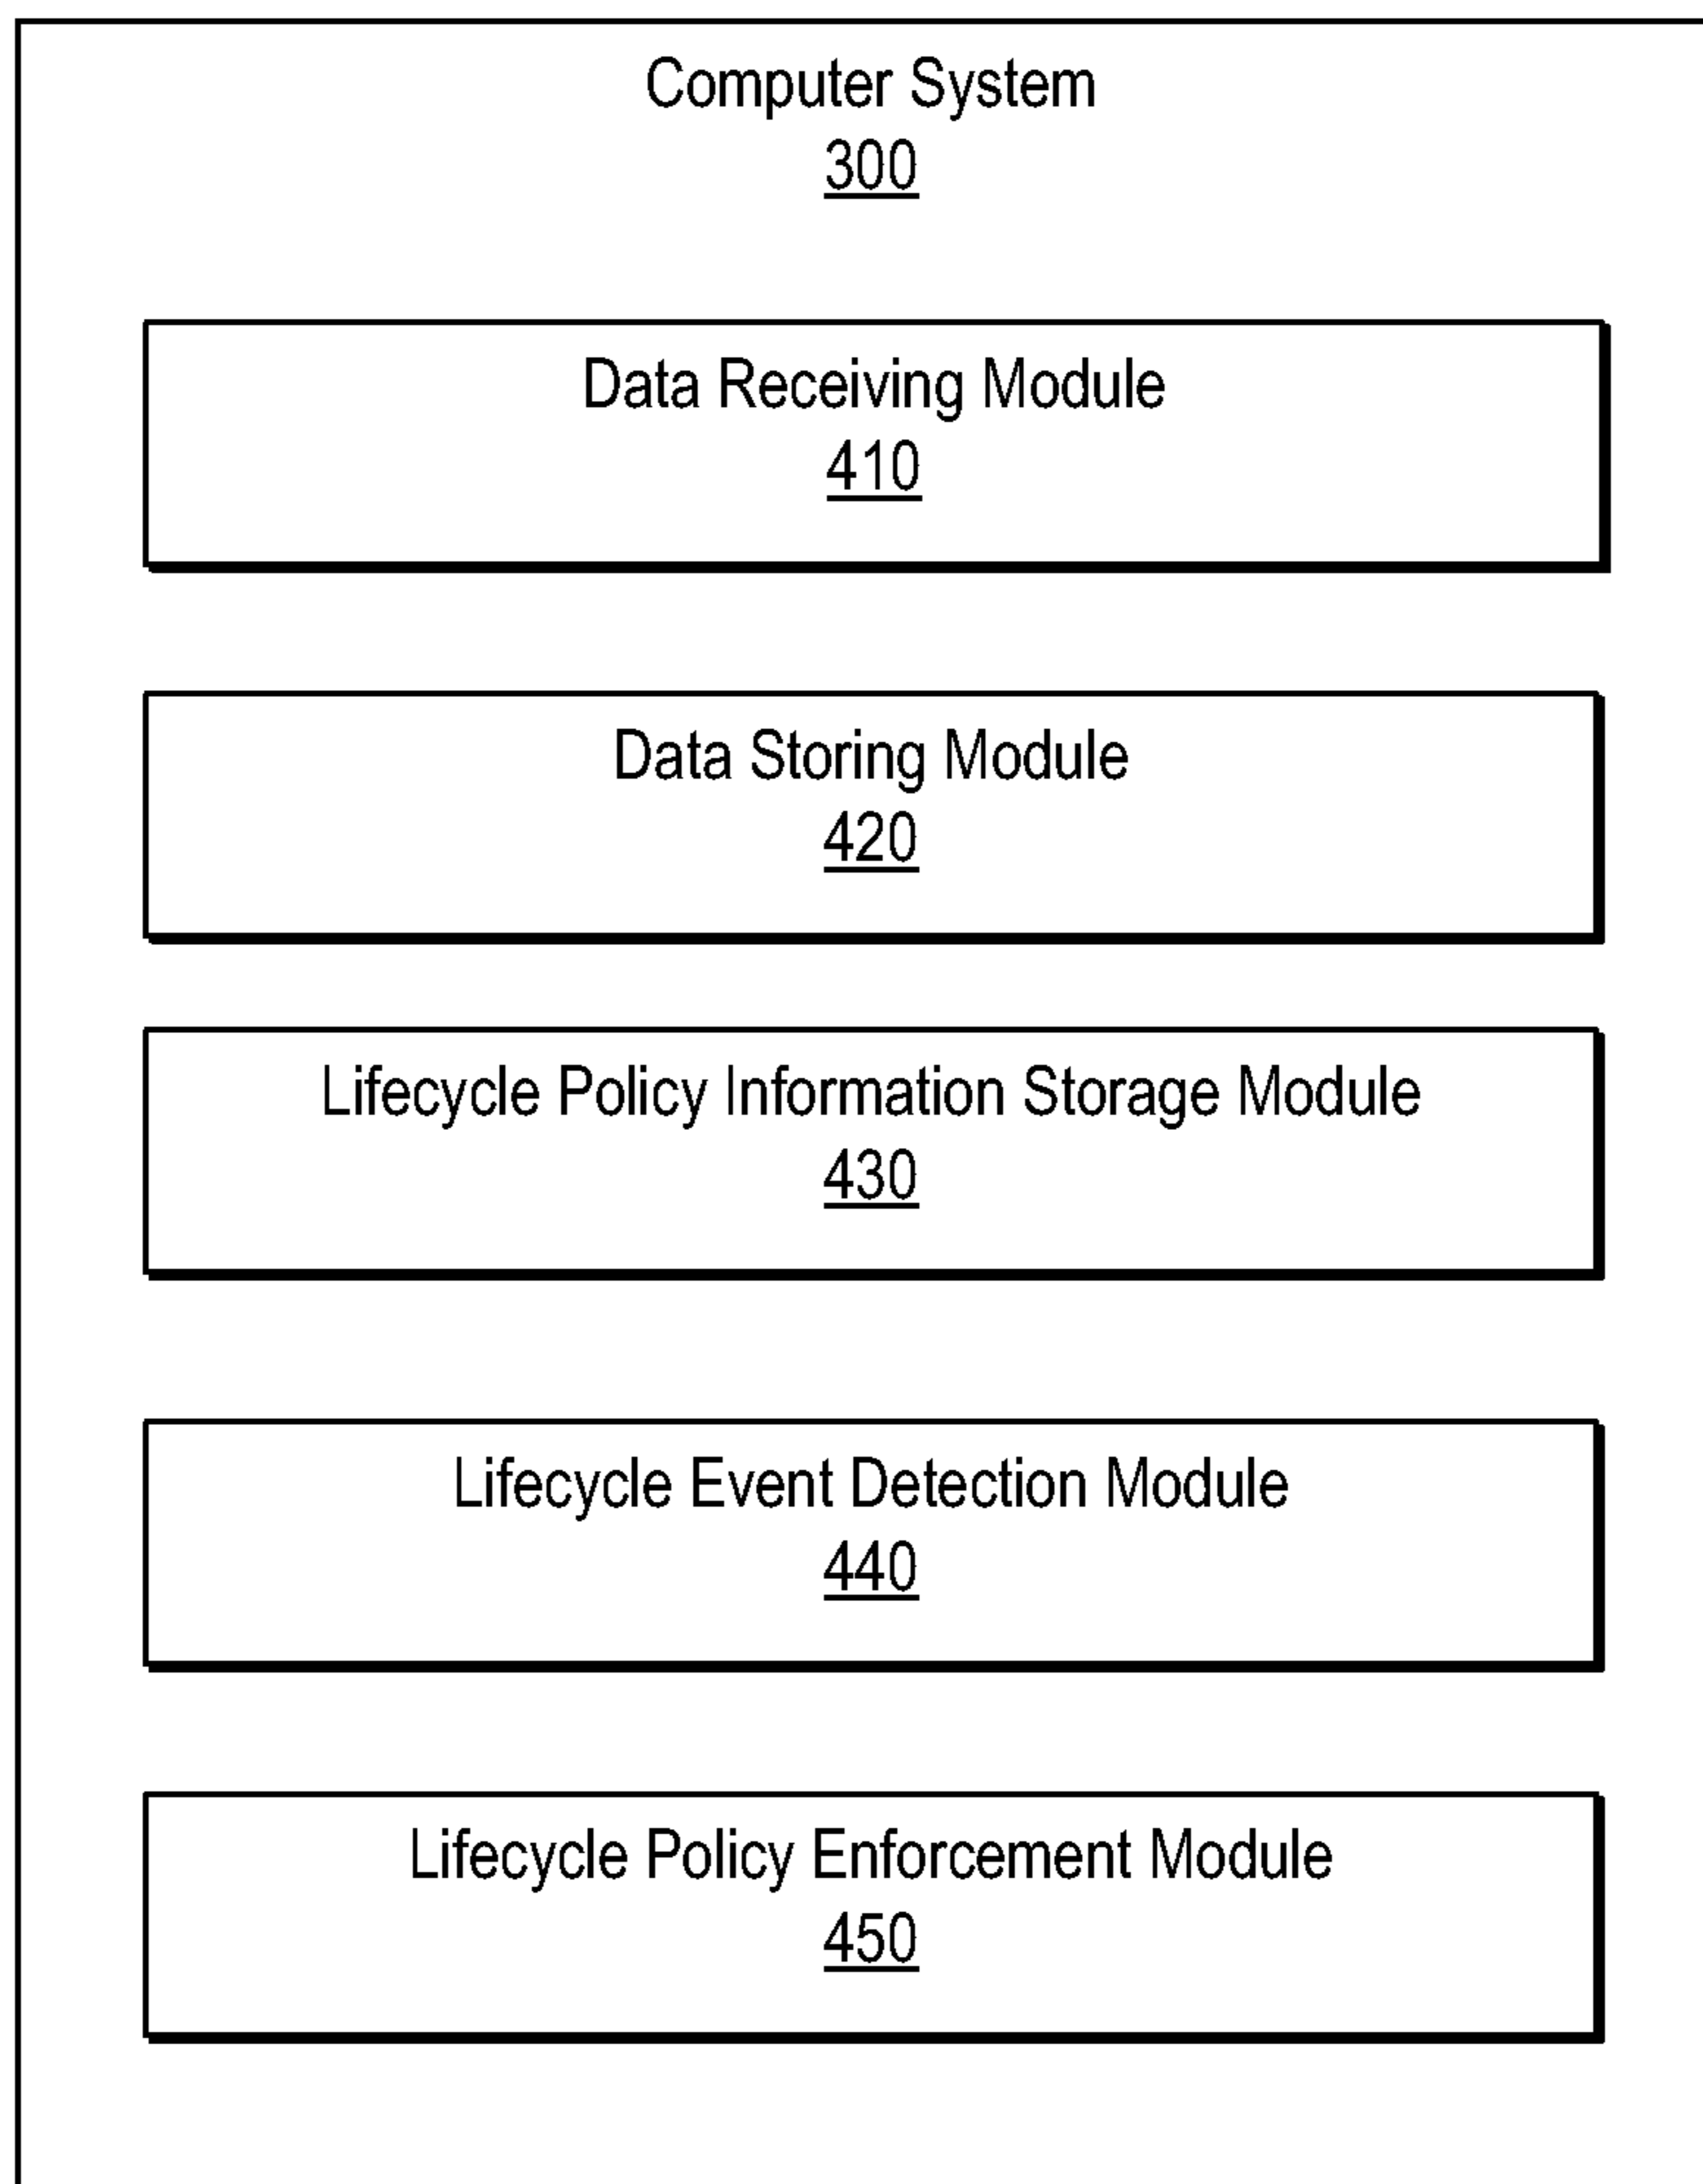 Computer System
300
Data Receiving Module
410
Data Storing Module
420
Lifecycle Policy Information Storage Module
430
Lifecycle Event Detection Module
440
Lifecycle Policy Enforcement Module
450